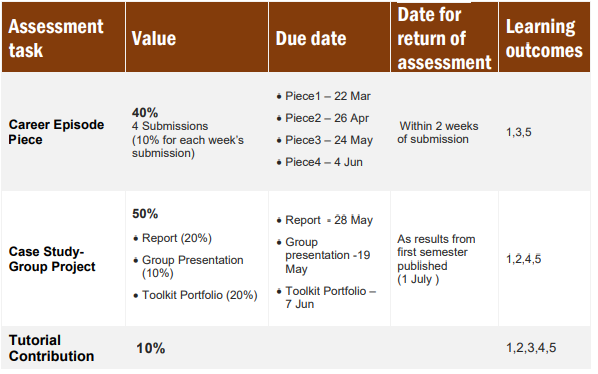 Assessment
task
Value
Due date
Date for
return of
assessment
Learning
outcomes
Career Episode
Piece
40%
4 Submissions
(10% for each week's
submission)
• Piece1 – 22 Mar
• Piece2 – 26 Apr
• Piece3 – 24 May
• Piece4 – 4 Jun
Within 2 weeks
of submission
1,3,5
Case Study-
Group Project
50%
• Report (20%)
• Group Presentation
(10%)
• Toolkit Portfolio (20%)
• Report - 28 May
• Group
presentation -19
May
• Toolkit Portfolio –
7 Jun
As results from
first semester
published
(1 July )
1,2,4,5
Tutorial
Contribution
10%
1,2,3,4,5